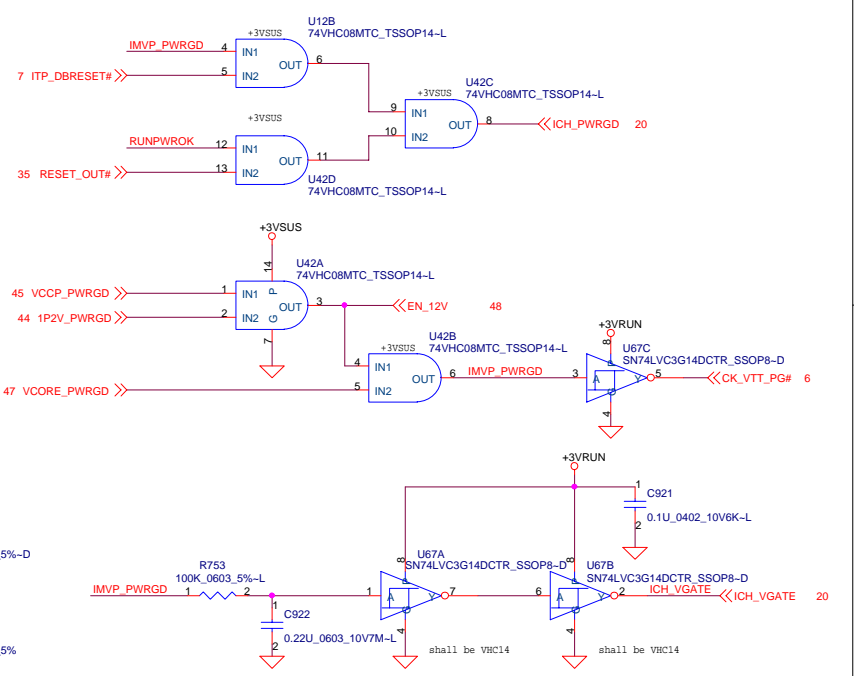 U12B
74VHC08MTC_TSSOP14~L
+3VSUS
IMVP_PWRGD 4 IN1
OUT 6
7 ITP_DBRESET# 5 IN2
U42C
74VHC08MTC_TSSOP14~L
+3VSUS
9 IN1
OUT 8 ICH_PWRGD 20
10 IN2
+3VSUS
RUNPWROK 12 IN1
OUT 11
35 RESET_OUT# 13 IN2
U42D
74VHC08MTC_TSSOP14~L
+3VSUS
14
U42A
74VHC08MTC_TSSOP14~L
45 VCCP_PWRGD 1 IN1 P
OUT 3 EN_12V 48
44 1P2V_PWRGD 2 IN2 G
7
U42B
74VHC08MTC_TSSOP14~L
+3VSUS
4 IN1
OUT 6 IMVP_PWRGD 3
47 VCORE_PWRGD 5 IN2
+3VRUN
8
U67C
SN74LVC3G14DCTR_SSOP8~D
P
A Y 5 CK_VTT_PG# 6
G
4
+3VRUN
1
C921
0.1U_0402_10V6K~L
2
5%~D
R753
100K_0603_5%~L
IMVP_PWRGD 1 2
1
C922
0.22U_0603_10V7M~L
2
8
U67A
SN74LVC3G14DCTR_SSOP8~D
P
1 A Y 7
G
4
shall be VHC14
8
U67B
SN74LVC3G14DCTR_SSOP8~D
P
6 A Y 2 ICH_VGATE
ICH_VGATE 20
G
4
shall be VHC14
5%